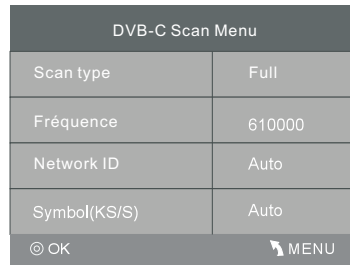 DVB-C Scan Menu
Scan type Full
Fréquence 610000
Network ID Auto
Symbol(KS/S) Auto
OK MENU